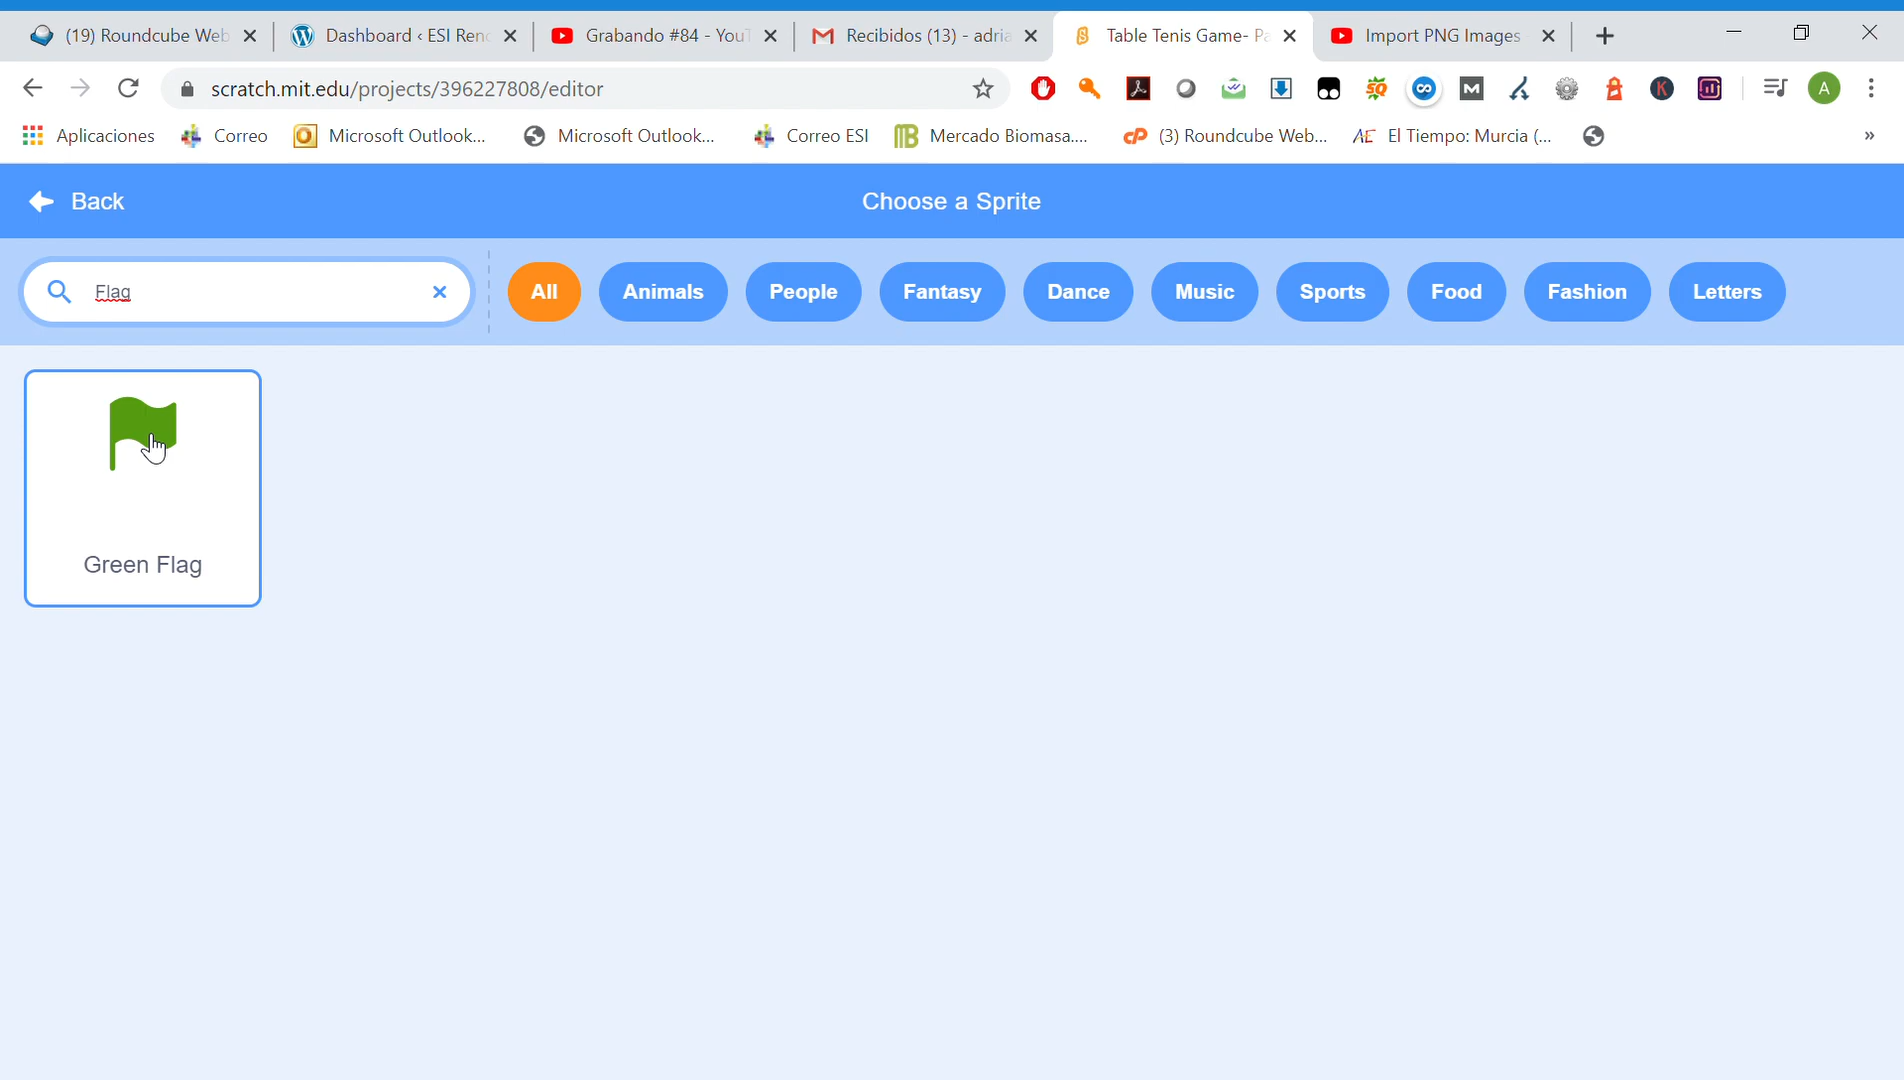 (19) Roundcube Web
Dashboard ‹ ESI Renc
Grabando #84 - YouT
Recibidos (13) - adria
Table Tenis Game- Pa
Import PNG Images
scratch.mit.edu/projects/396227808/editor
Aplicaciones
Correo
Microsoft Outlook...
Microsoft Outlook...
Correo ESI
Mercado Biomasa....
(3) Roundcube Web...
El Tiempo: Murcia (...
»
Back
Choose a Sprite
Flag
All
Animals
People
Fantasy
Dance
Music
Sports
Food
Fashion
Letters
Green Flag